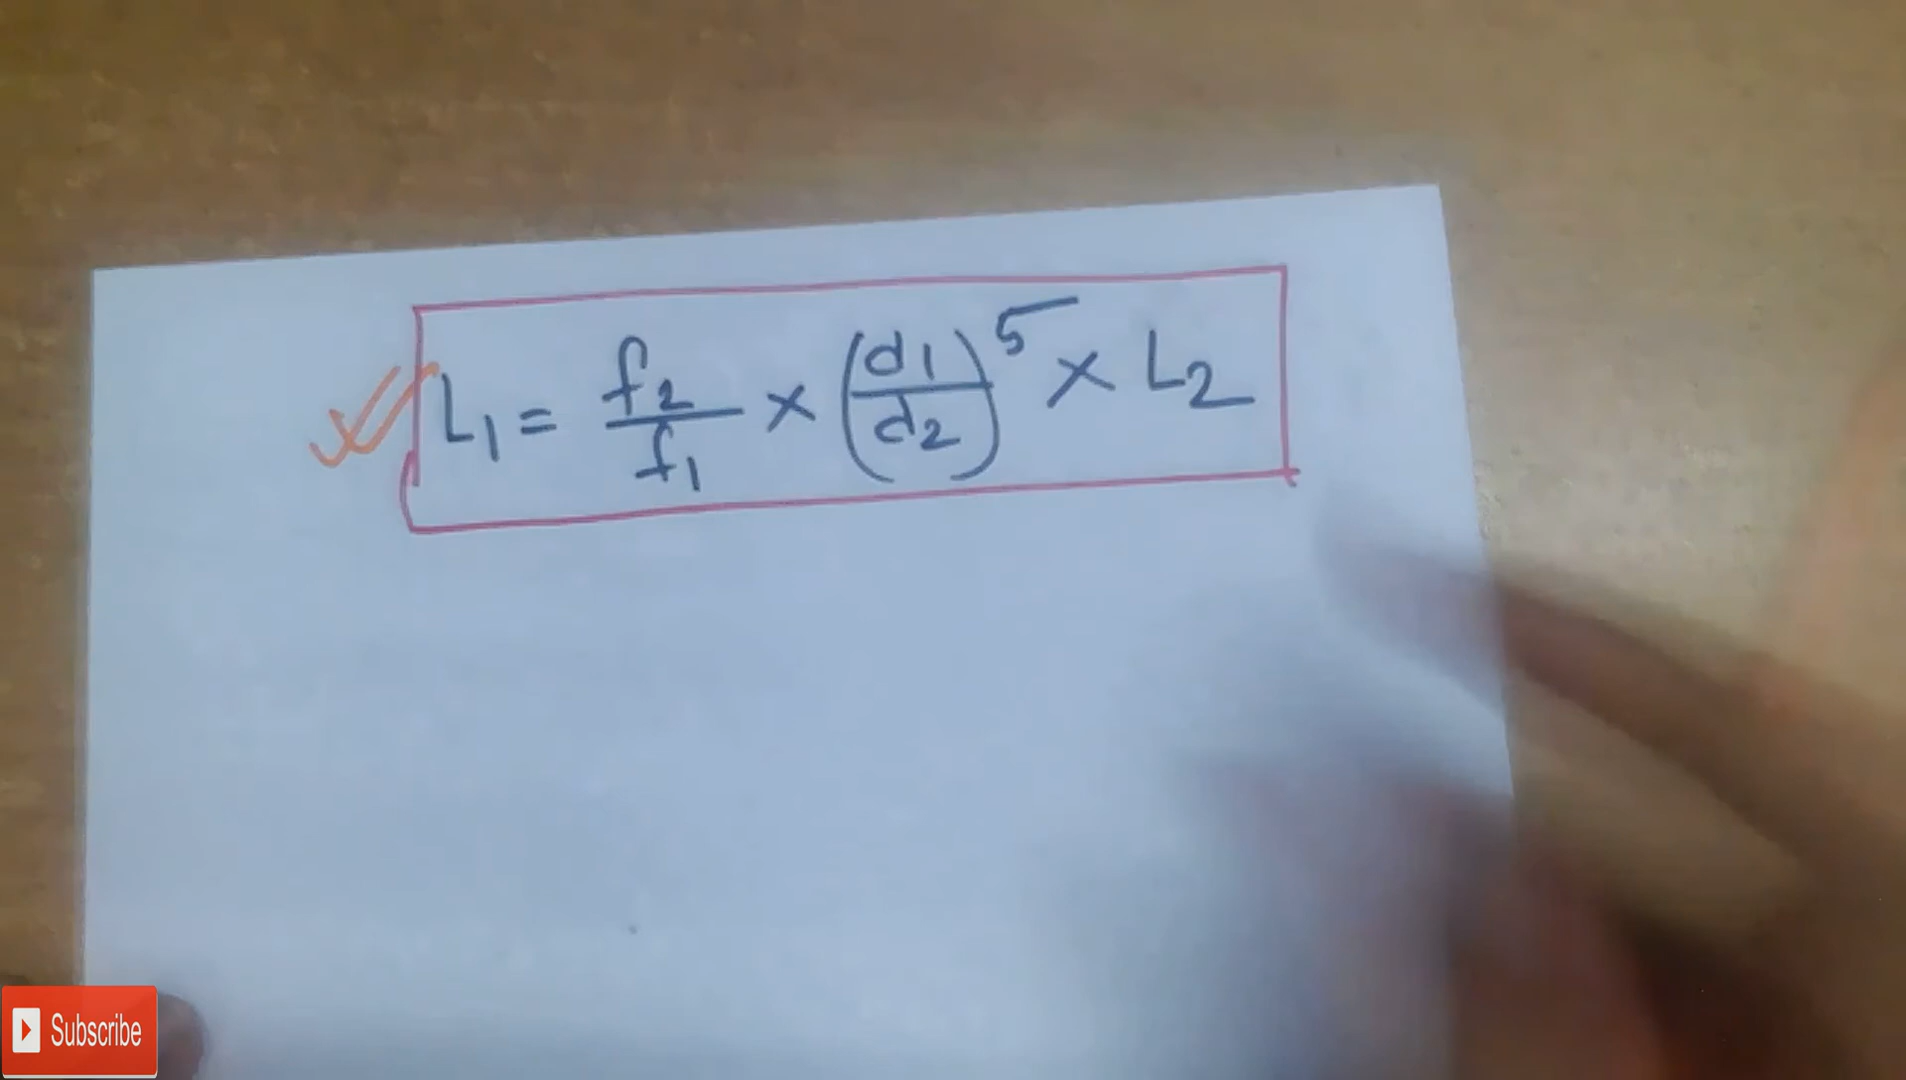 L₁ = f₂/f₁ × (d₁/d₂)⁵ × L₂
Subscribe